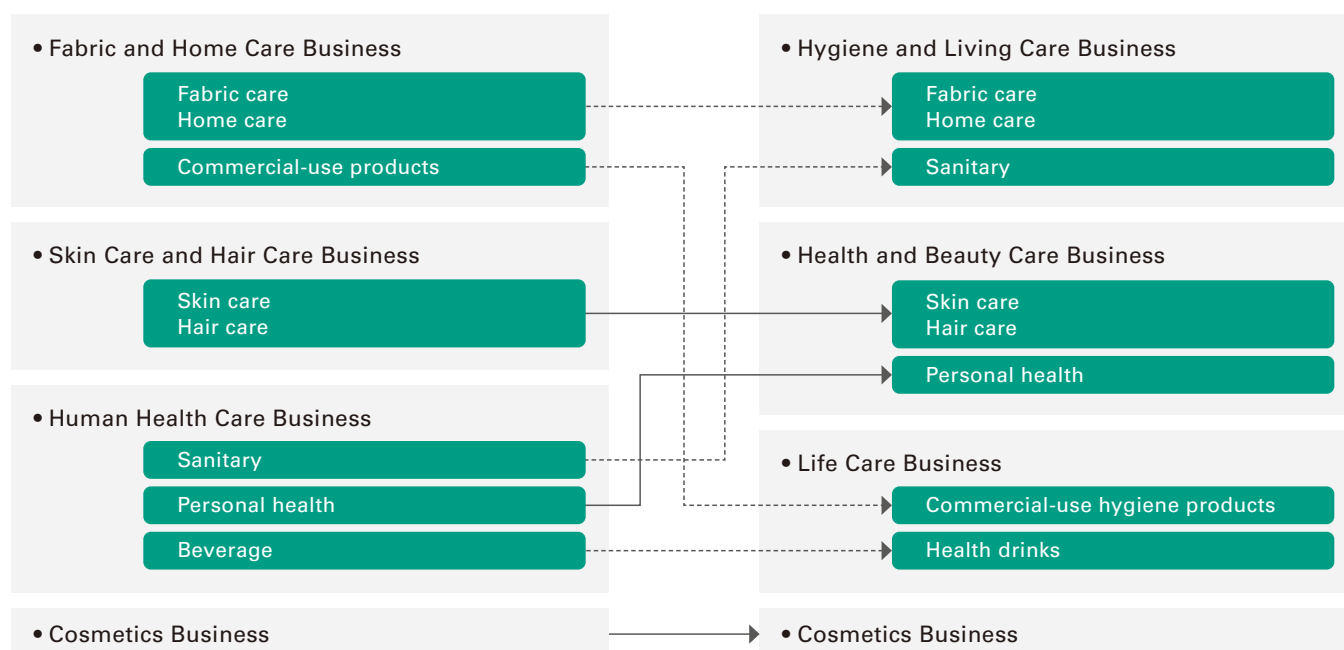 • Fabric and Home Care Business
Fabric care
Home care
Commercial-use products
• Skin Care and Hair Care Business
Skin care
Hair care
• Human Health Care Business
Sanitary
Personal health
Beverage
• Cosmetics Business
• Hygiene and Living Care Business
Fabric care
Home care
Sanitary
• Health and Beauty Care Business
Skin care
Hair care
Personal health
• Life Care Business
Commercial-use hygiene products
Health drinks
• Cosmetics Business